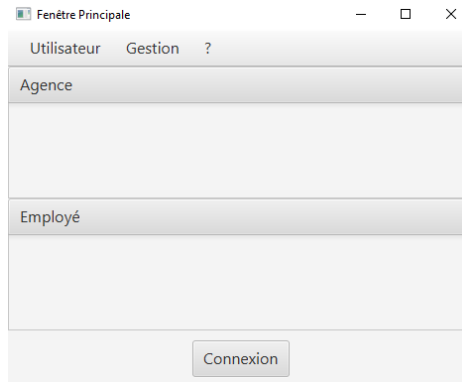 Fenêtre Principale
Utilisateur Gestion ?
Agence
Employé
Connexion